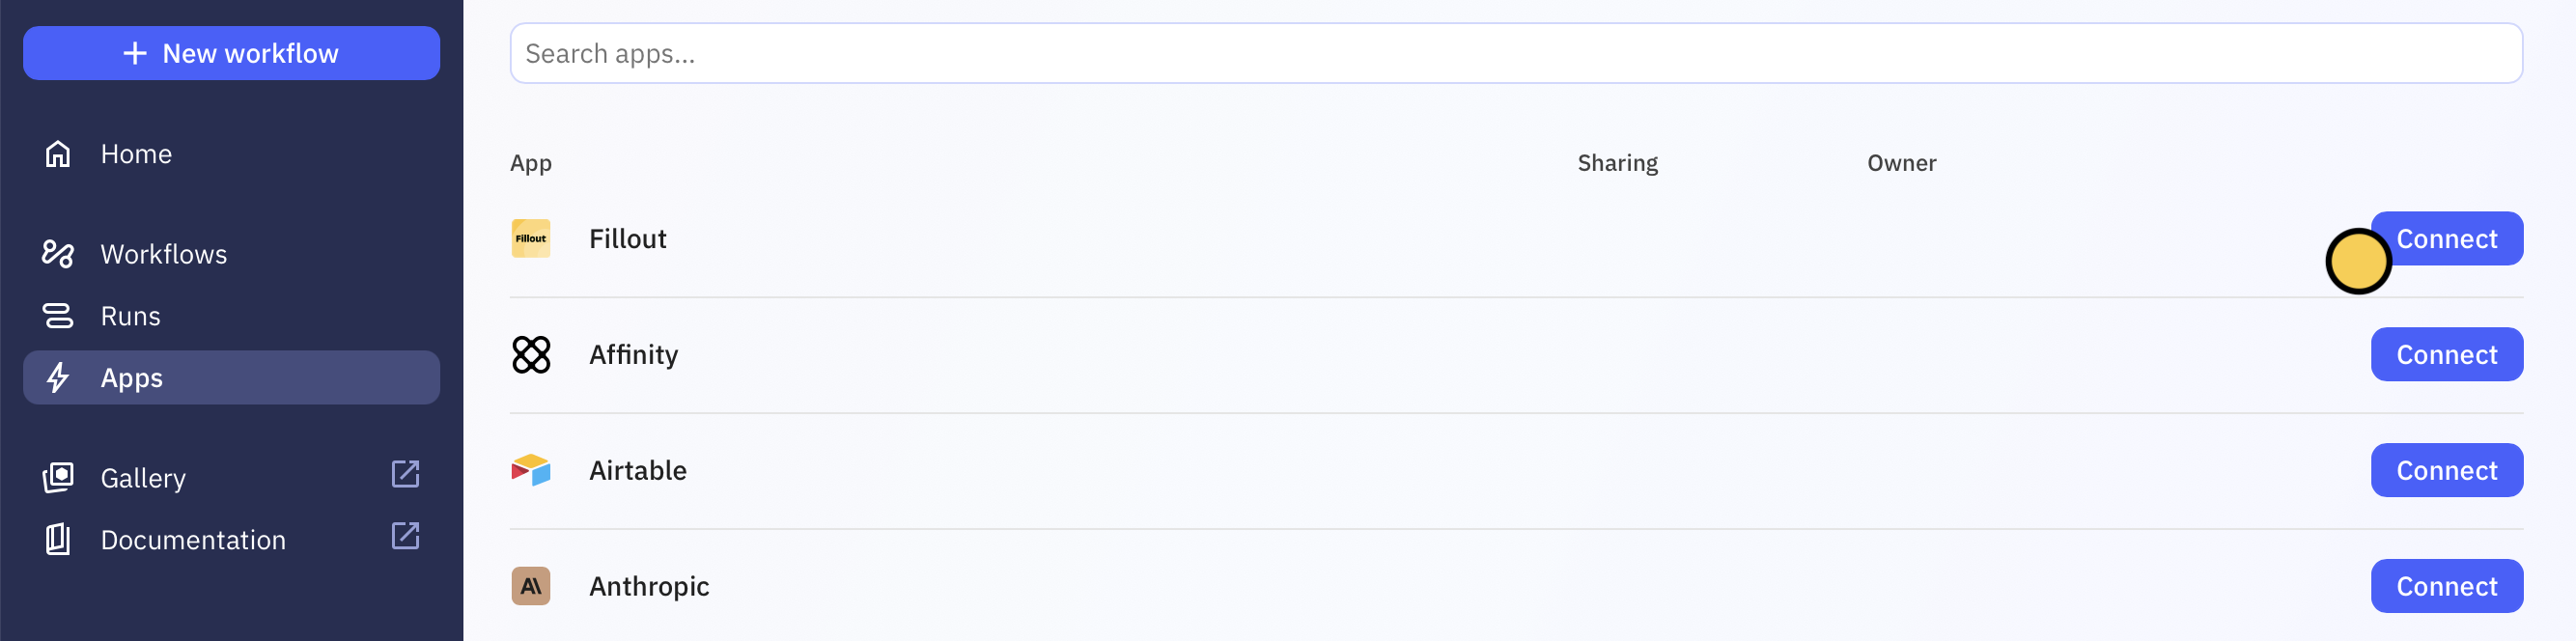 New workflow
Home
Workflows
Runs
Apps
Gallery
Documentation
Search apps...
App Sharing Owner
Fillout Fillout Connect
Affinity Connect
Airtable Connect
A\ Anthropic Connect